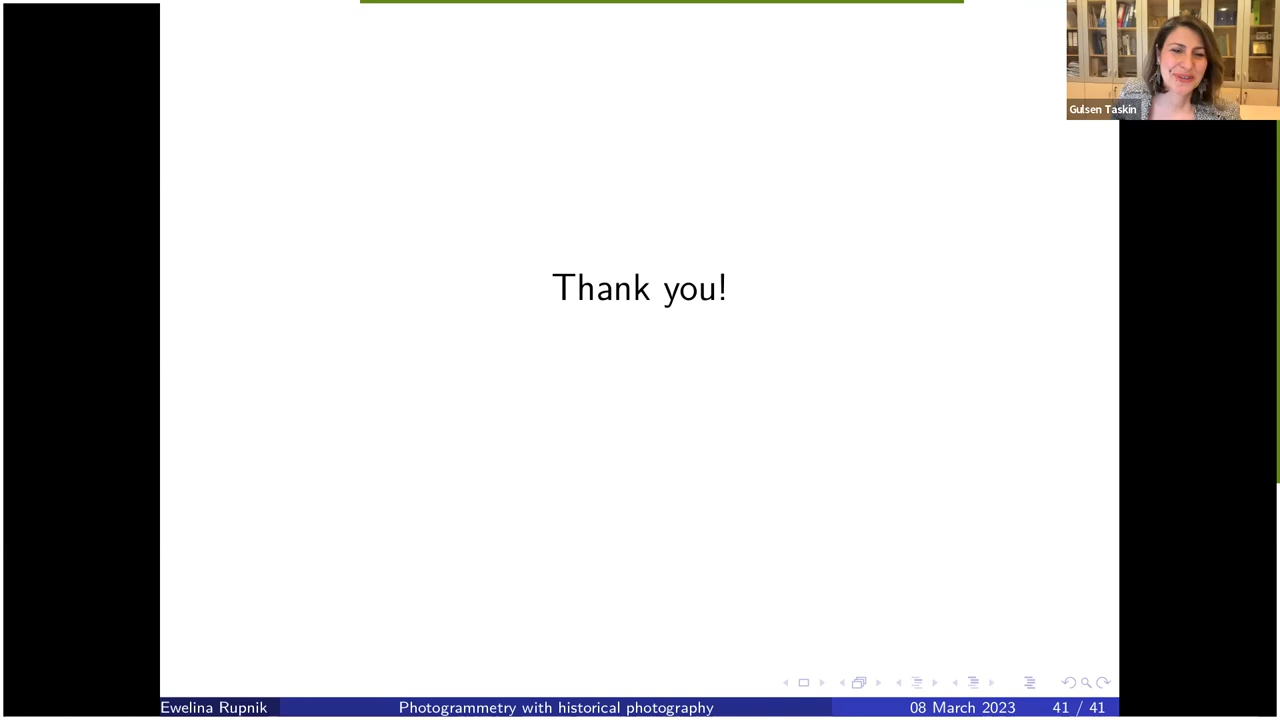 Gulsen Taskin
Thank you!
Ewelina Rupnik Photogrammetry with historical photography 08 March 2023 41 / 41